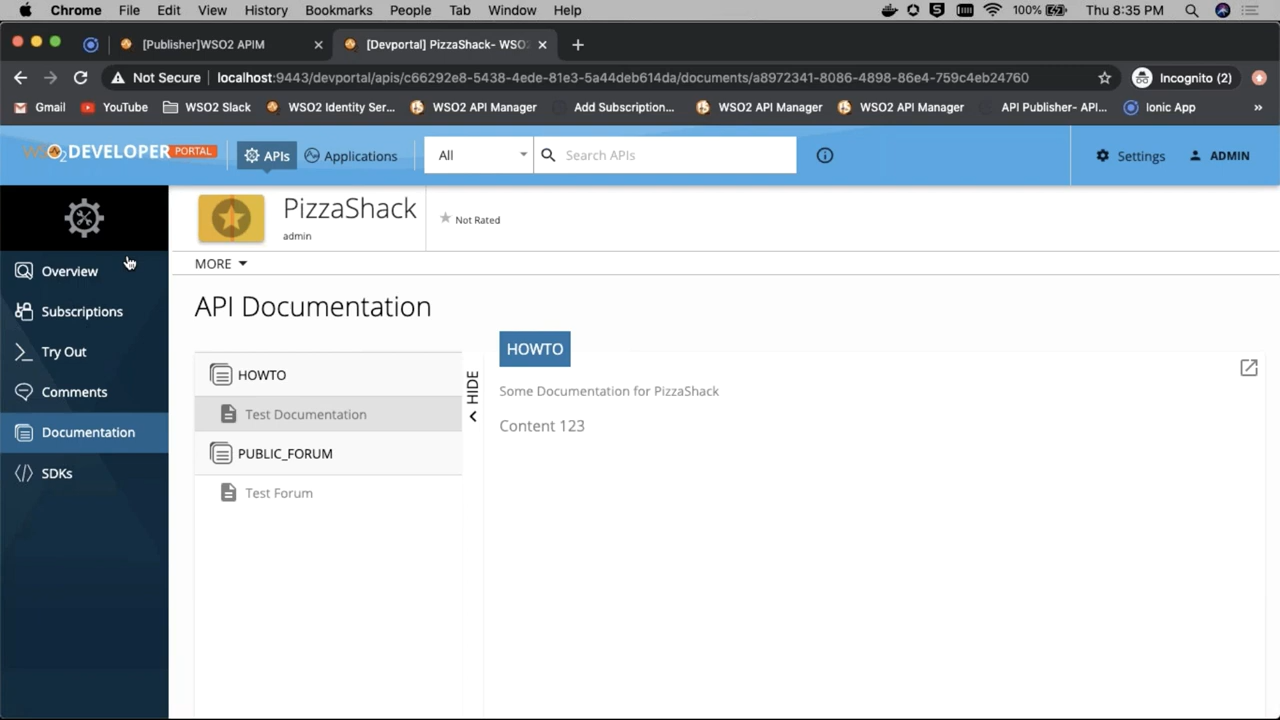 Chrome File Edit View History Bookmarks People Tab Window Help 100% Thu 8:35 PM
[Publisher]WSO2 APIM [Devportal] PizzaShack- WSO2
Not Secure localhost:9443/devportal/apis/c66292e8-5438-4ede-81e3-5a44deb614da/documents/a8972341-8086-4898-86e4-759c4eb24760 Incognito (2)
Gmail YouTube WSO2 Slack WSO2 Identity Ser... WSO2 API Manager Add Subscription... WSO2 API Manager WSO2 API Manager API Publisher- API... Ionic App »
WSO2 DEVELOPER PORTAL APIs Applications All Search APIs Settings ADMIN
PizzaShack
admin
Not Rated
MORE
Overview
Subscriptions
Try Out
Comments
Documentation
SDKs
API Documentation
HOWTO
Test Documentation
PUBLIC_FORUM
Test Forum
HIDE
HOWTO
Some Documentation for PizzaShack
Content 123